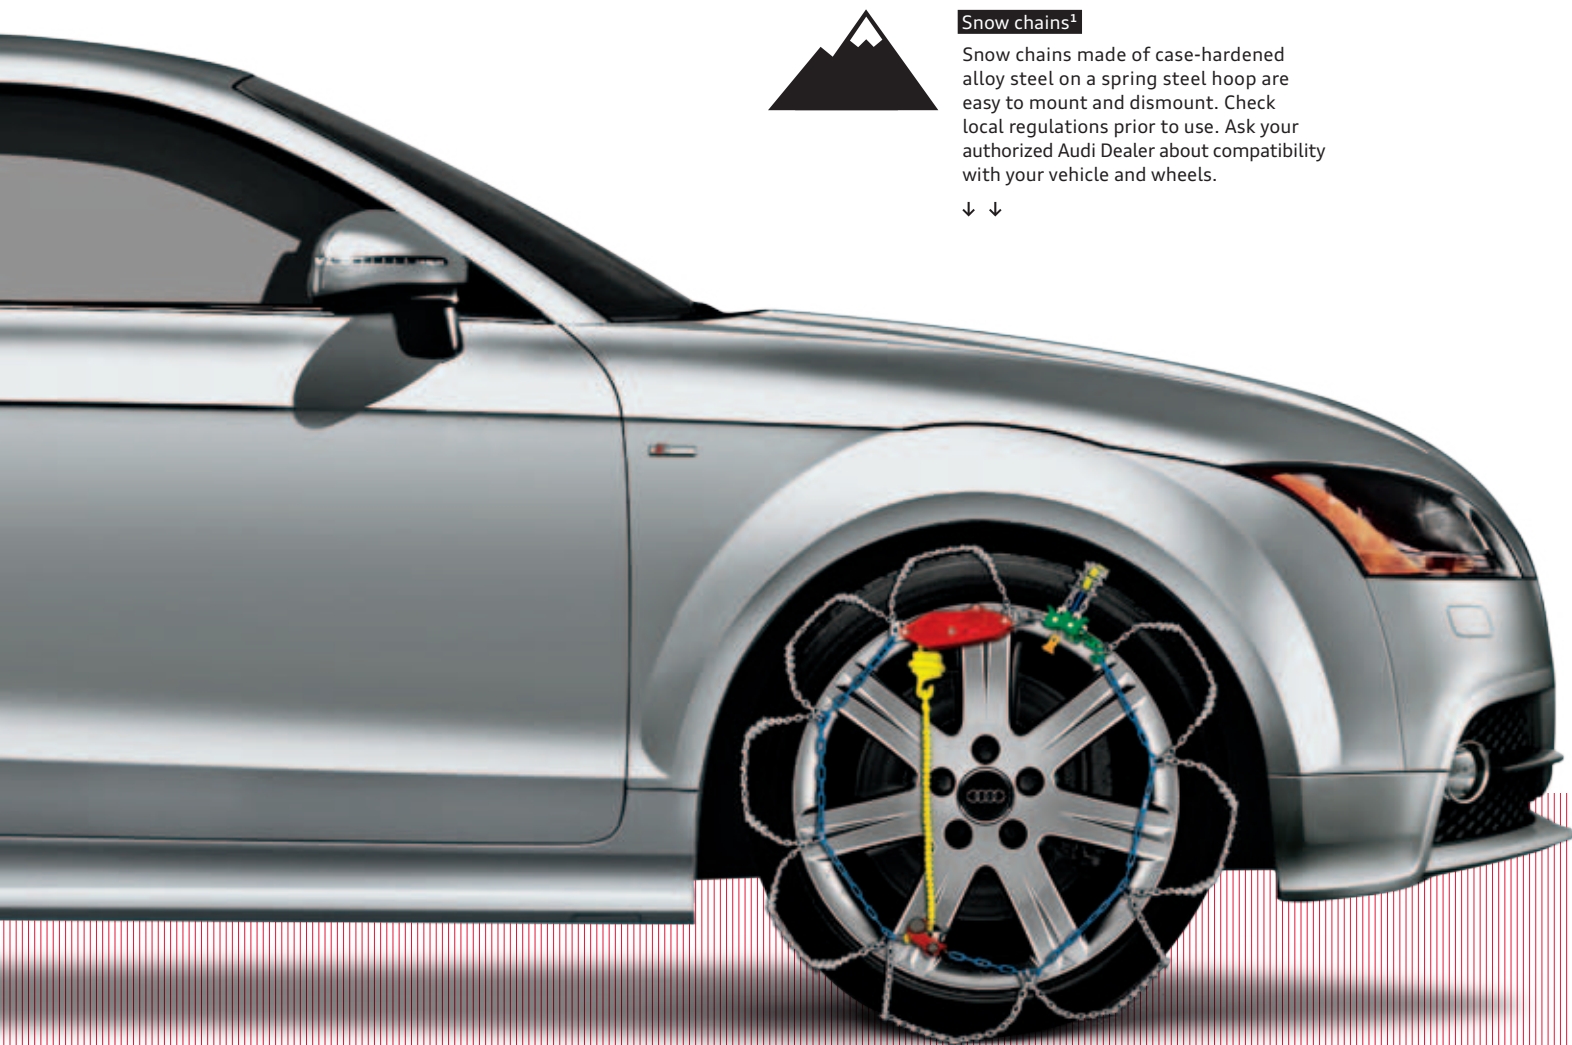 Snow chains¹
Snow chains made of case-hardened
alloy steel on a spring steel hoop are
easy to mount and dismount. Check
local regulations prior to use. Ask your
authorized Audi Dealer about compatibility
with your vehicle and wheels.
↓ ↓